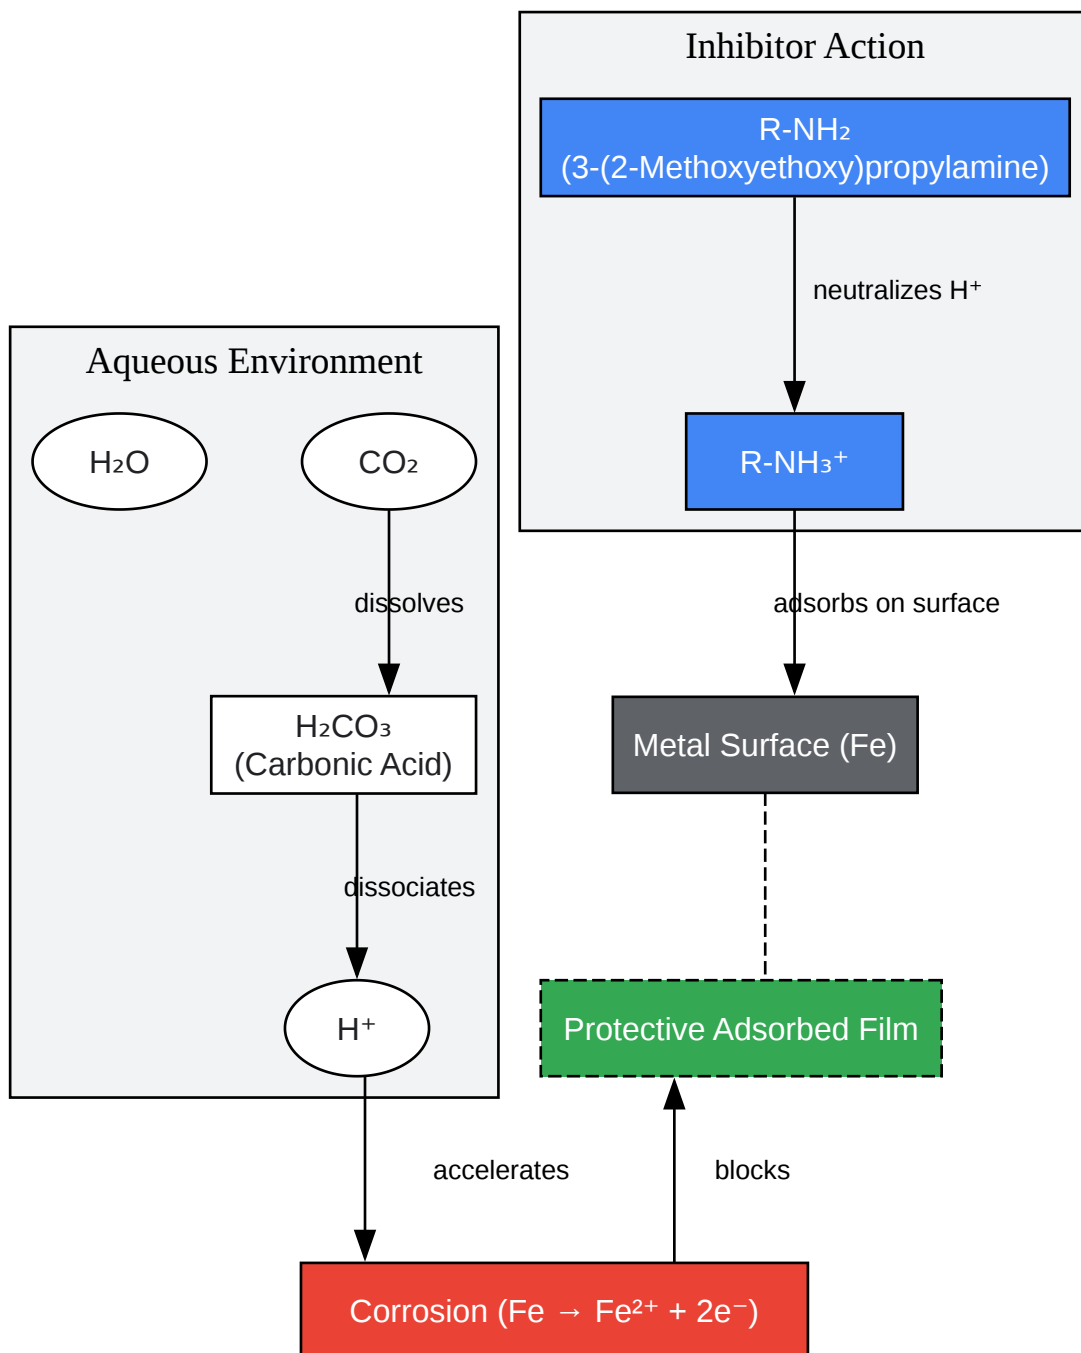 Inhibitor Action
R-NH₂
(3-(2-Methoxyethoxy)propylamine)
neutralizes H⁺
Aqueous Environment
H₂O
CO₂
R-NH₃⁺
dissolves
adsorbs on surface
H₂CO₃
(Carbonic Acid)
Metal Surface (Fe)
dissociates
H⁺
Protective Adsorbed Film
accelerates
blocks
Corrosion (Fe → Fe²⁺ + 2e⁻)